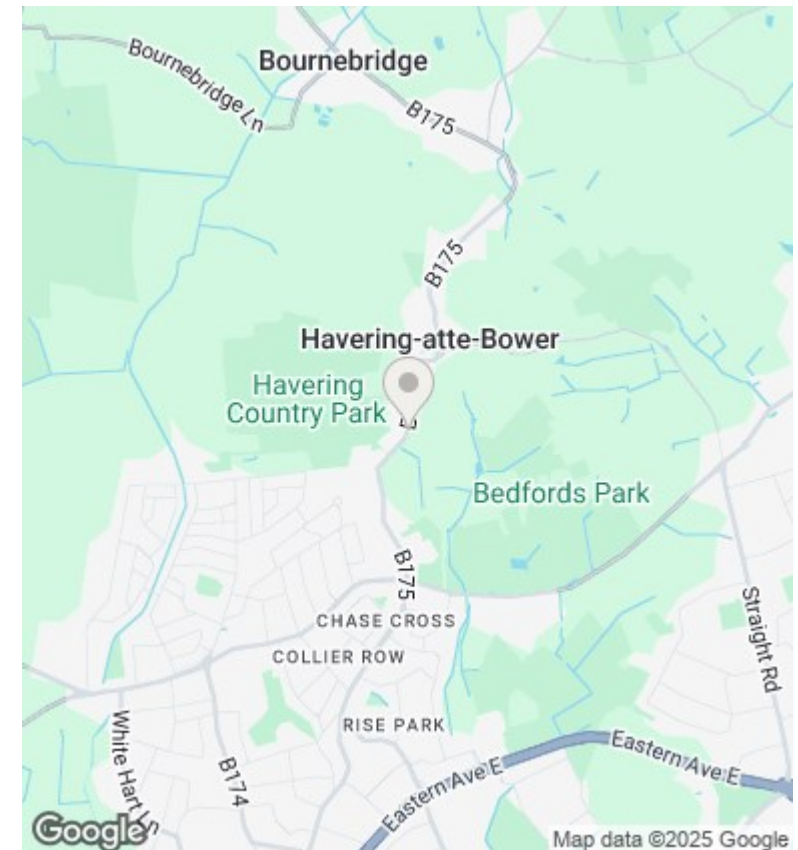 Bournebridge
Bournebridge Ln
B175
B175
Havering-atte-Bower
Havering
Country Park
Bedfords Park
B175
CHASE CROSS
COLLIER ROW
Straight Rd
RISE PARK
White Hart Ln
B174
Eastern Ave E
Eastern Ave E
Google
Map data ©2025 Google